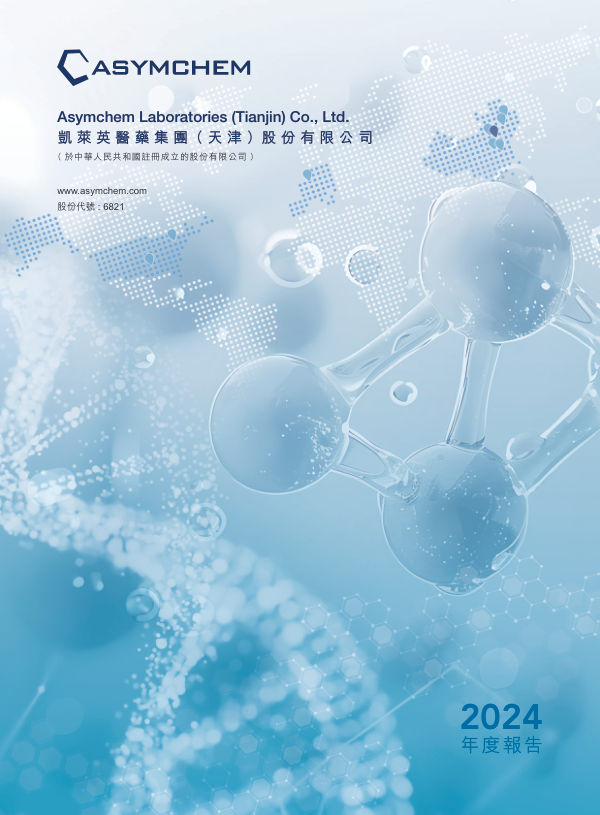 ASYMCHEM
Asymchem Laboratories (Tianjin) Co., Ltd.
凱萊英醫藥集團（天津）股份有限公司
（於中華人民共和國註冊成立的股份有限公司）
www.asymchem.com
股份代號 : 6821
2024
年度報告